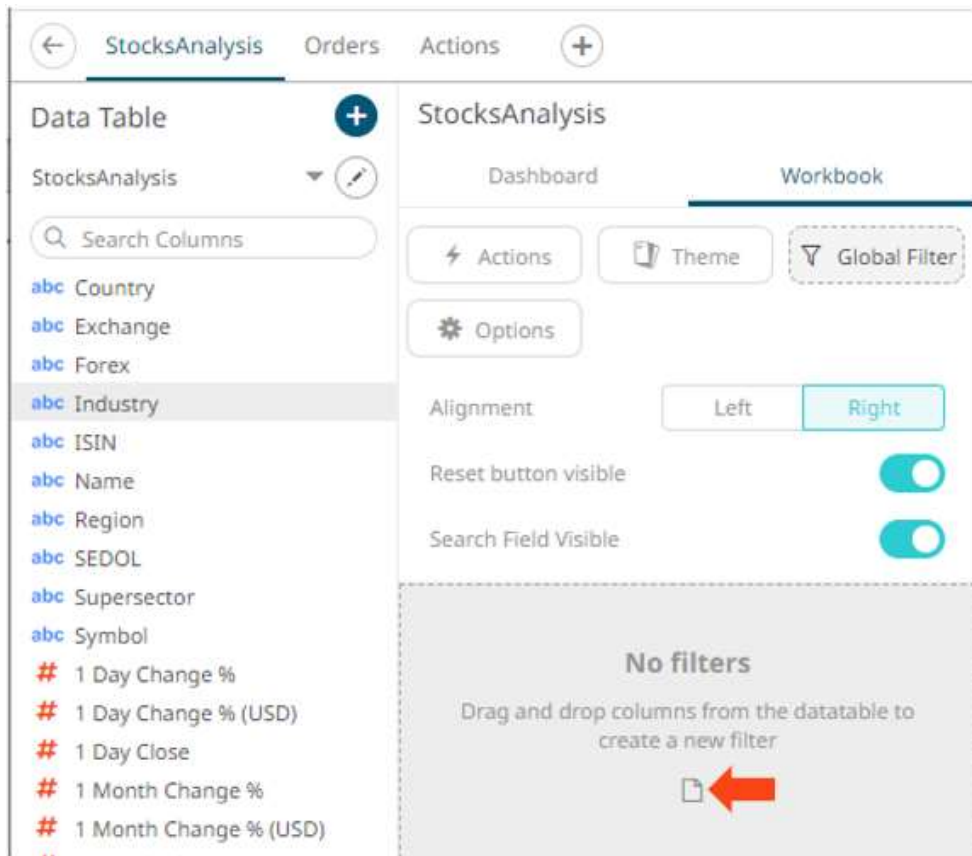 StocksAnalysis Orders Actions
Data Table
StocksAnalysis
Search Columns
abc Country
abc Exchange
abc Forex
abc Industry
abc ISIN
abc Name
abc Region
abc SEDOL
abc Supersector
abc Symbol
# 1 Day Change %
# 1 Day Change % (USD)
# 1 Day Close
# 1 Month Change %
# 1 Month Change % (USD)
StocksAnalysis
Dashboard Workbook
Actions Theme Global Filter
Options
Alignment Left Right
Reset button visible
Search Field Visible
No filters
Drag and drop columns from the datatable to
create a new filter